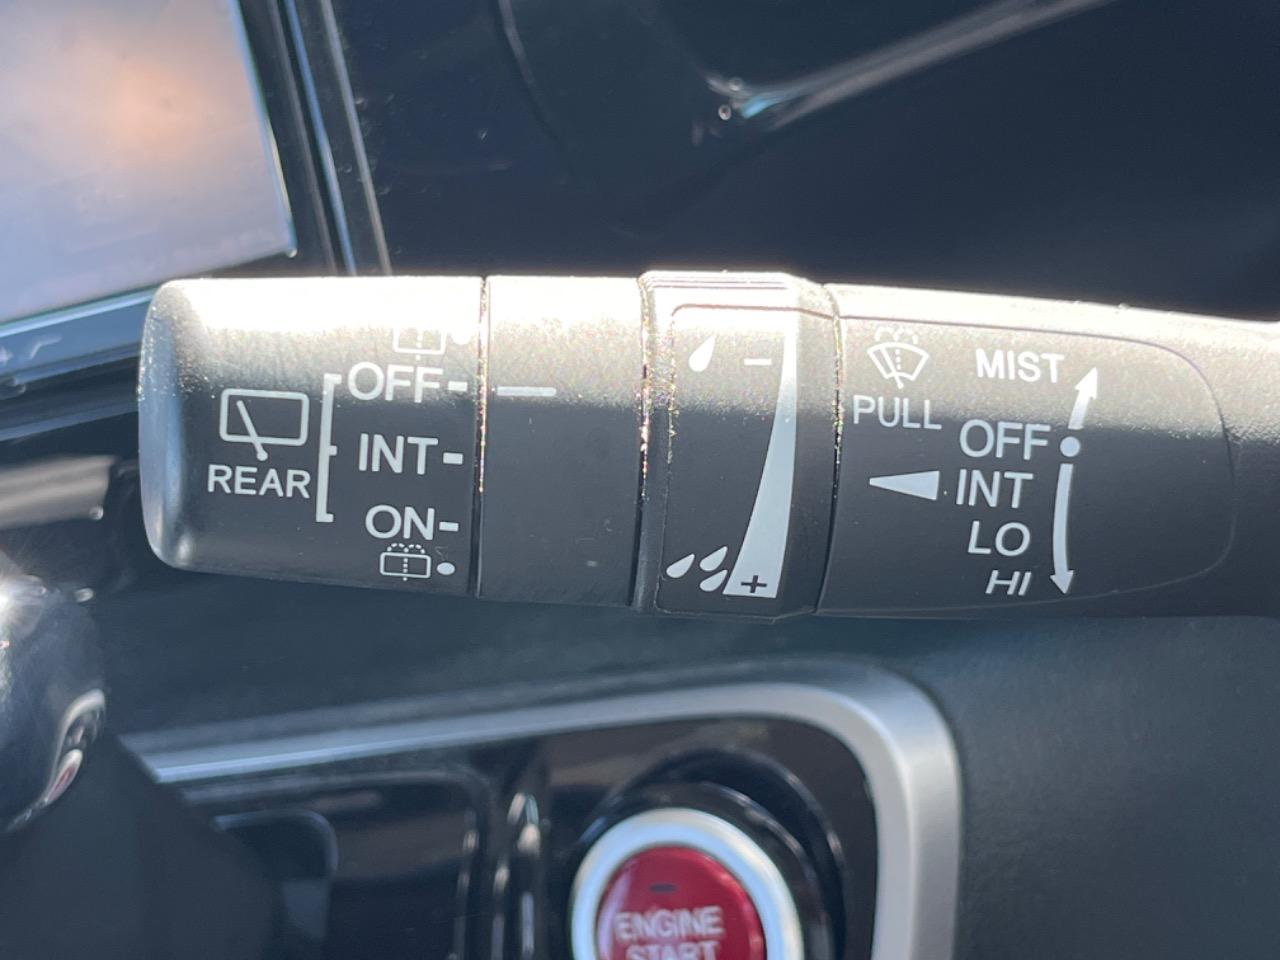 OFF
INT
ON
REAR
-
+
PULL
MIST
OFF
INT
LO
HI
ENGINE
START